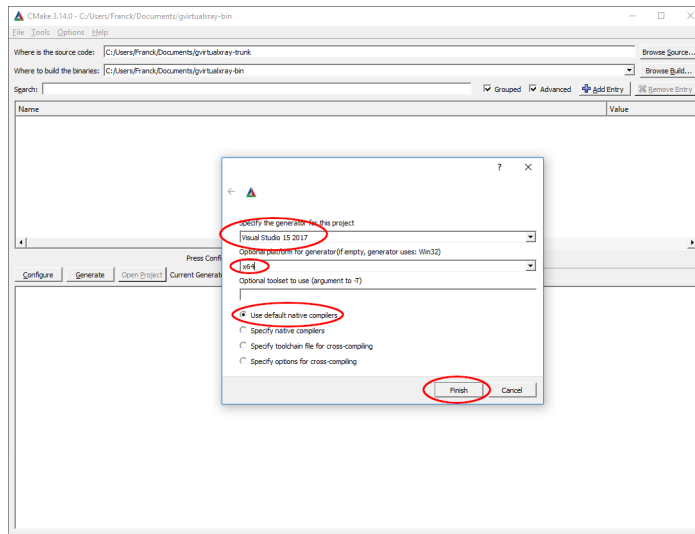 CMake 3.14.0 - C:/Users/Franck/Documents/gvirtualxray-bin
File Tools Options Help
Where is the source code: C:/Users/Franck/Documents/gvirtualxray-trunk Browse Source...
Where to build the binaries: C:/Users/Franck/Documents/gvirtualxray-bin Browse Build...
Search: Grouped Advanced Add Entry Remove Entry
Name Value
Specify the generator for this project
Visual Studio 15 2017
Optional platform for generator(if empty, generator uses: Win32)
x64
Optional toolset to use (argument to -T)
Use default native compilers
Specify native compilers
Specify toolchain file for cross-compiling
Specify options for cross-compiling
Finish Cancel
Press Confi
Configure Generate Open Project Current Generat